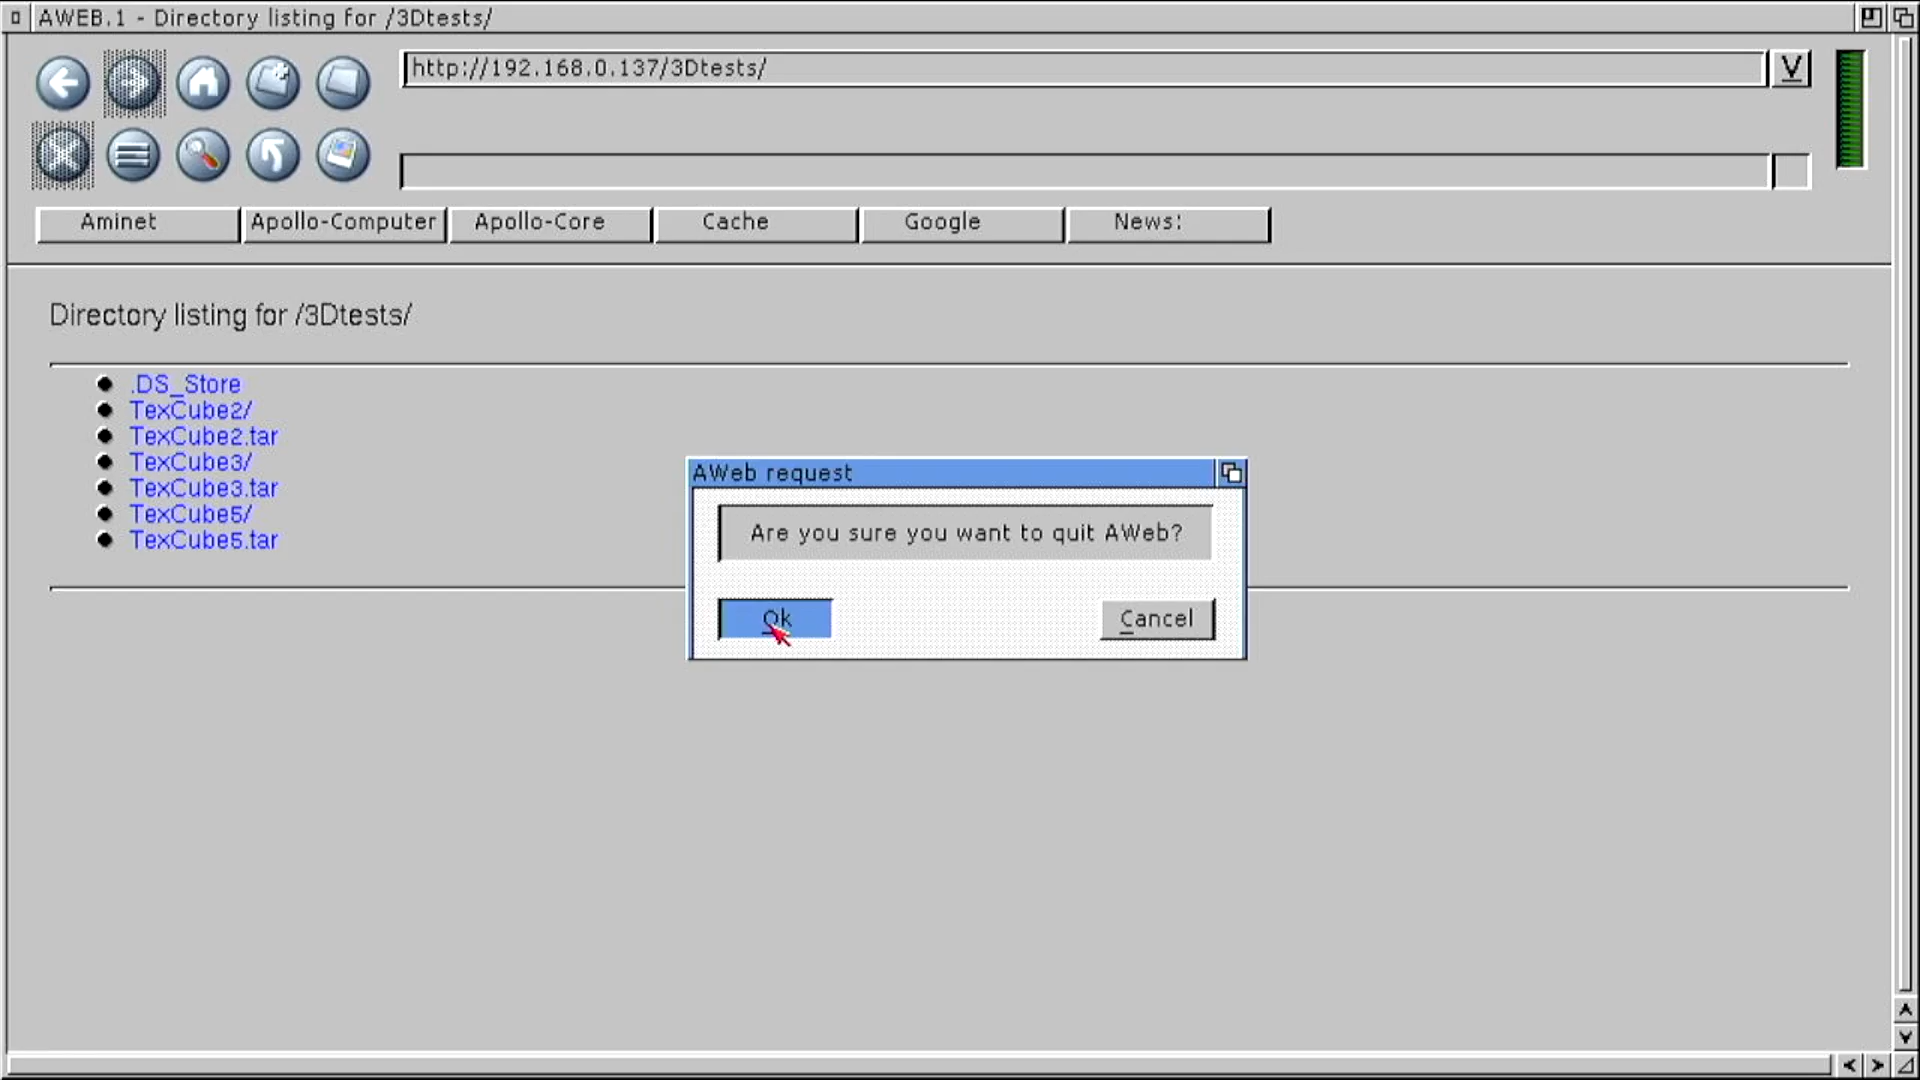 AWEB.1 - Directory listing for /3Dtests/
http://192.168.0.137/3Dtests/
V
Aminet
Apollo-Computer
Apollo-Core
Cache
Google
News!
Directory listing for /3Dtests/
.DS_Store
TexCube2/
TexCube2.tar
TexCube3/
TexCube3.tar
TexCube5/
TexCube5.tar
AWeb request
Are you sure you want to quit AWeb?
Ok
Cancel